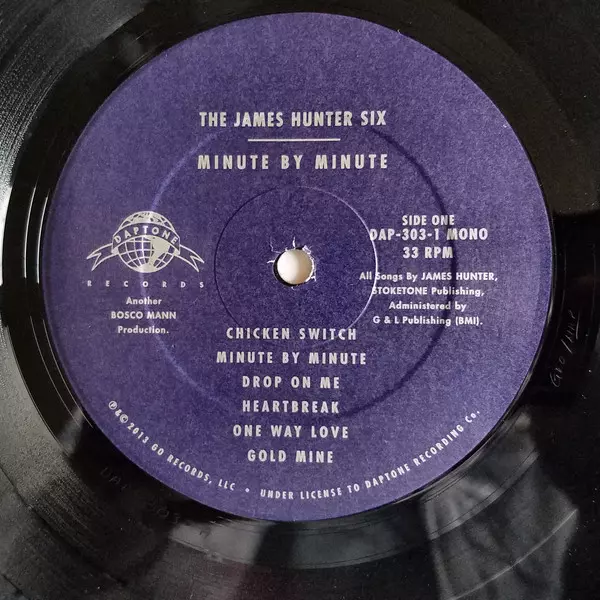 THE JAMES HUNTER SIX
MINUTE BY MINUTE
SIDE ONE
DAP-303-1 MONO
33 RPM
DAPTONE
RECORDS
Another
BOSCO MANN
Production.
All Songs By JAMES HUNTER,
STOKETONE Publishing,
Administered by
G & L Publishing (BMI).
CHICKEN SWITCH
MINUTE BY MINUTE
DROP ON ME
HEARTBREAK
ONE WAY LOVE
GOLD MINE
℗&© 2013 GO RECORDS, LLC • UNDER LICENSE TO DAPTONE RECORDING Co.